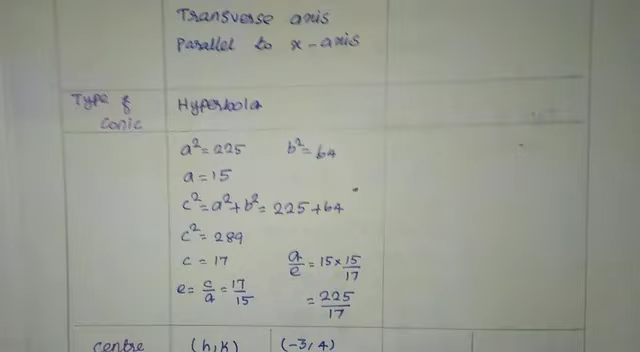 Transverse axis
Parallel to x-axis
Type of Conic
Hyperbola
a² = 225 b² = 64
a = 15
c² = a² + b² = 225 + 64
c² = 289
c = 17 a/e = 15 × 15/17
e = c/a = 17/15 = 225/17
centre (h,k) (-3,4)